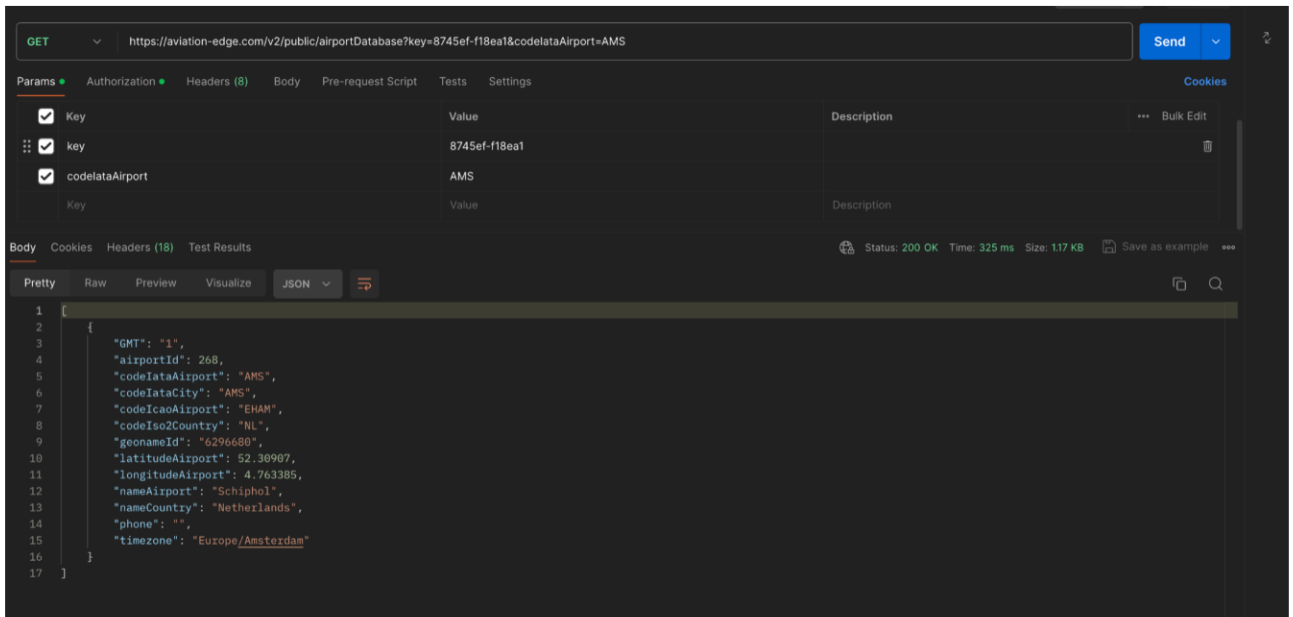 GET https://aviation-edge.com/v2/public/airportDatabase?key=8745ef-f18ea1&codeIataAirport=AMS Send
Params Authorization Headers (8) Body Pre-request Script Tests Settings Cookies
Key Value Description ••• Bulk Edit
key 8745ef-f18ea1
codeIataAirport AMS
Key Value Description
Body Cookies Headers (18) Test Results Status: 200 OK Time: 325 ms Size: 1.17 KB Save as example
Pretty Raw Preview Visualize JSON
1 [
2 {
3 "GMT": "1",
4 "airportId": 268,
5 "codeIataAirport": "AMS",
6 "codeIataCity": "AMS",
7 "codeIcaoAirport": "EHAM",
8 "codeIso2Country": "NL",
9 "geonameId": "6296680",
10 "latitudeAirport": 52.30907,
11 "longitudeAirport": 4.763385,
12 "nameAirport": "Schiphol",
13 "nameCountry": "Netherlands",
14 "phone": "",
15 "timezone": "Europe/Amsterdam"
16 }
17 ]